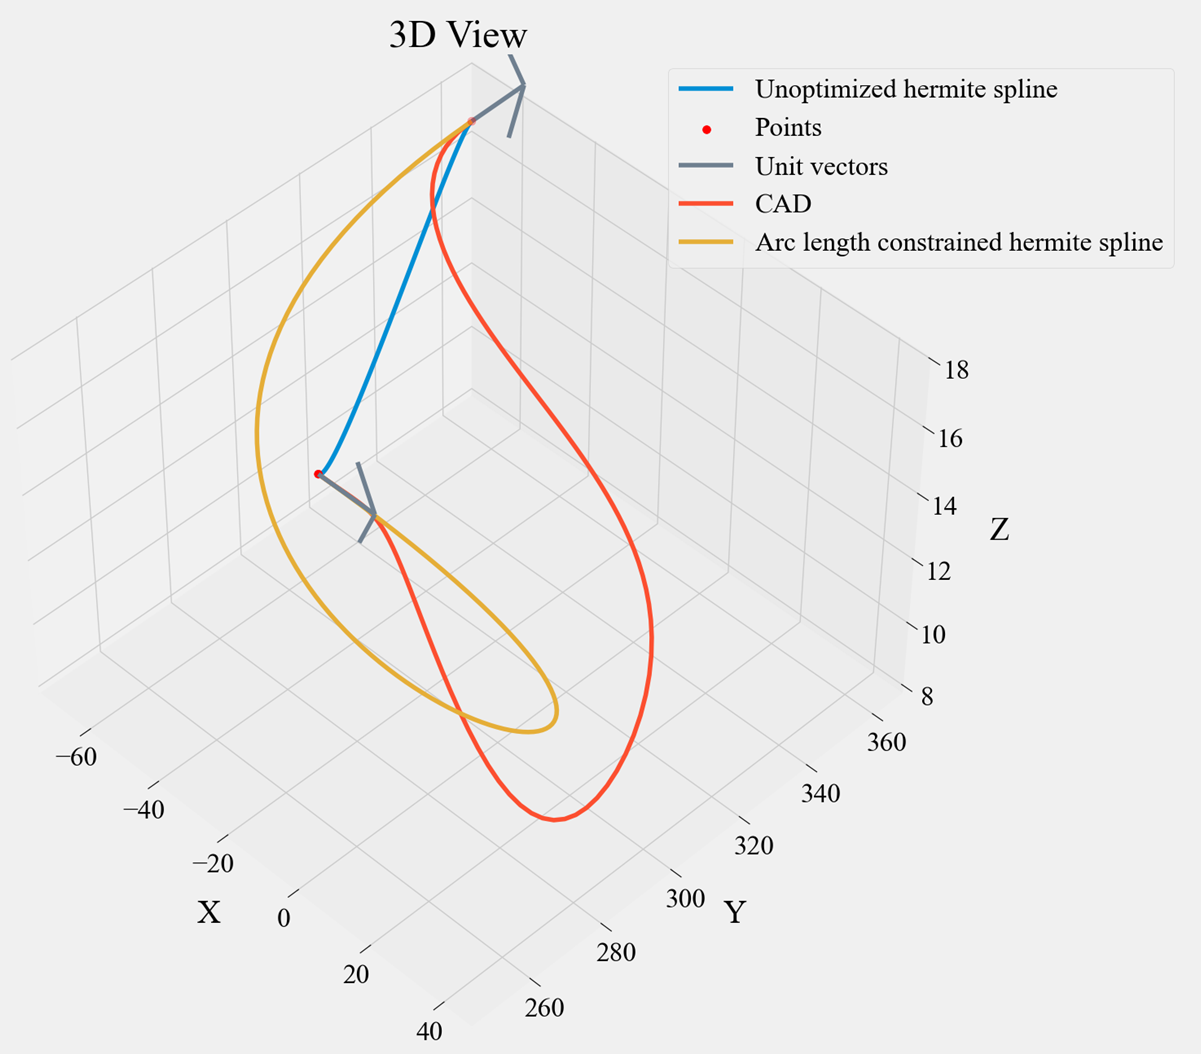 3D View
Unoptimized hermite spline
Points
Unit vectors
CAD
Arc length constrained hermite spline
18
16
14
Z
12
10
8
−60
360
−40
340
−20
320
X
0
300
Y
20
280
40
260